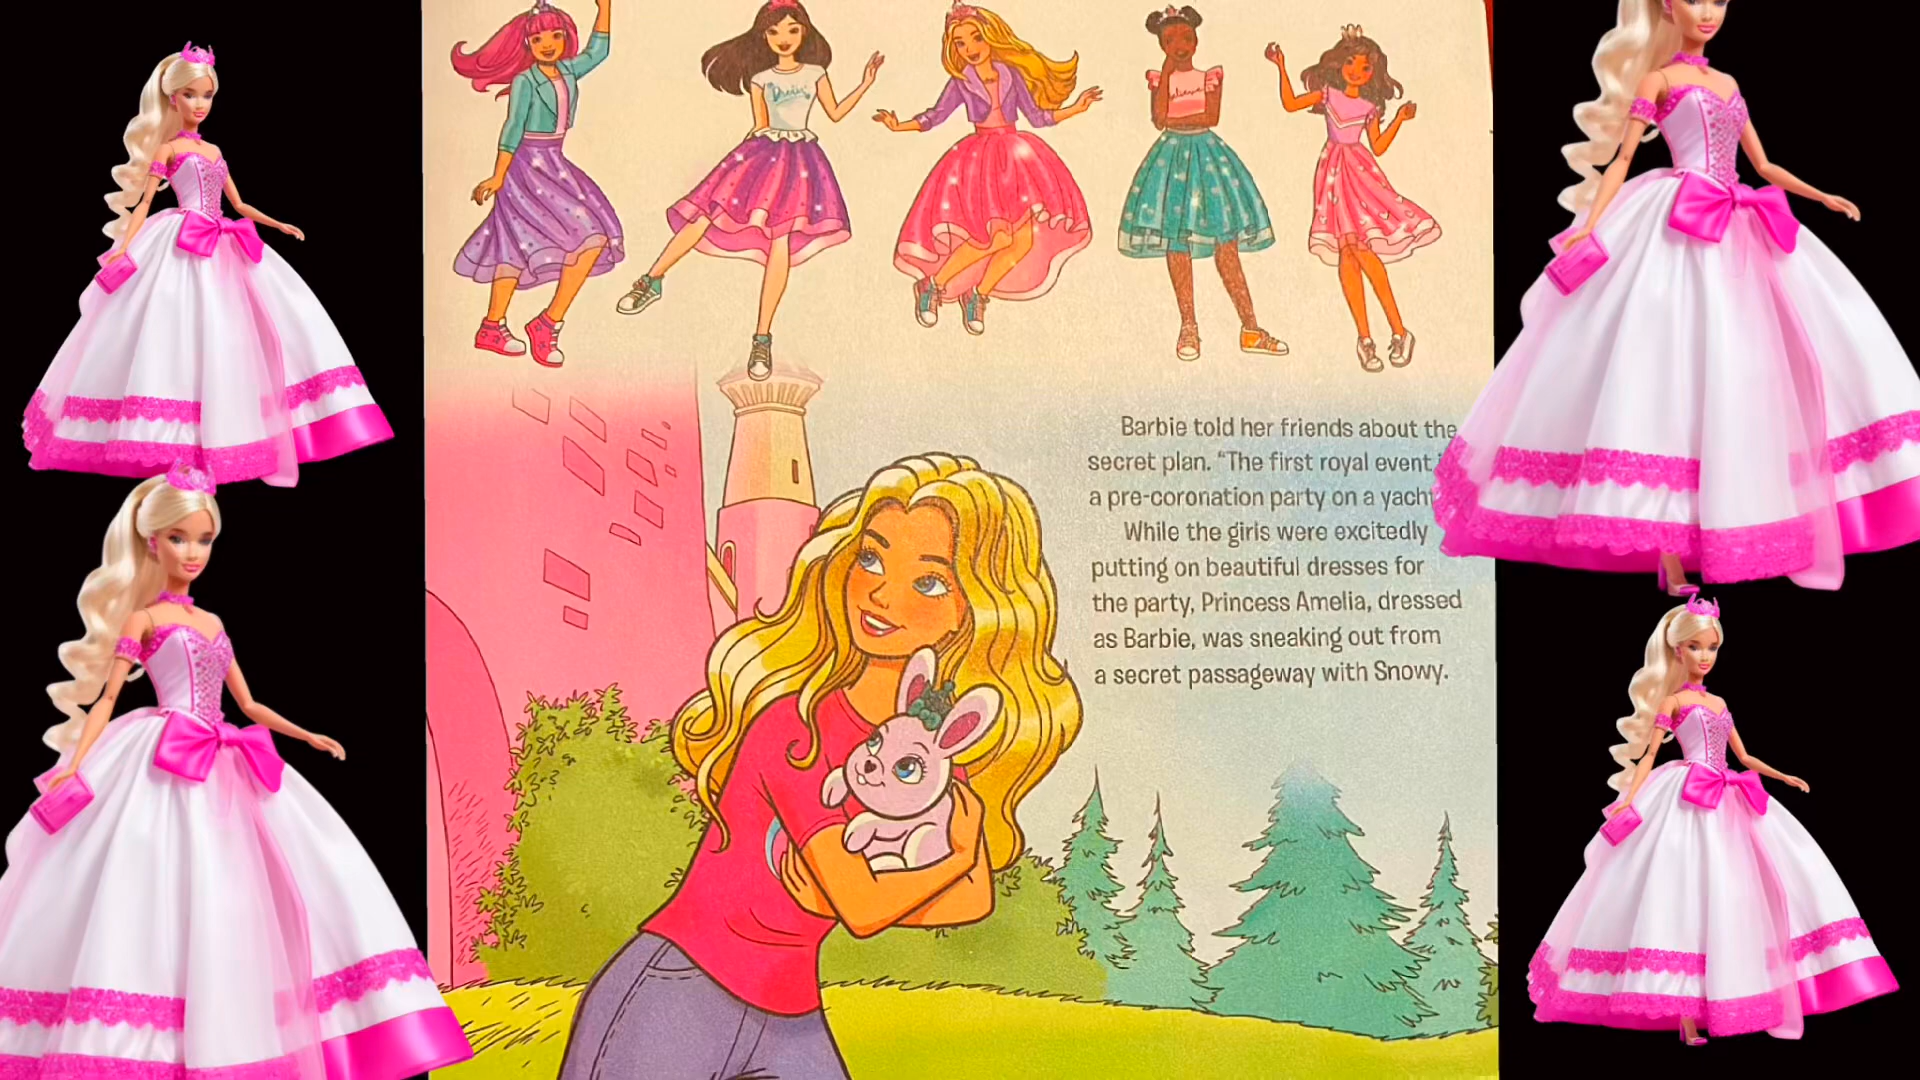 Barbie told her friends about the
secret plan. "The first royal event
a pre-coronation party on a yacht
While the girls were excitedly
putting on beautiful dresses for
the party, Princess Amelia, dressed
as Barbie, was sneaking out from
a secret passageway with Snowy.